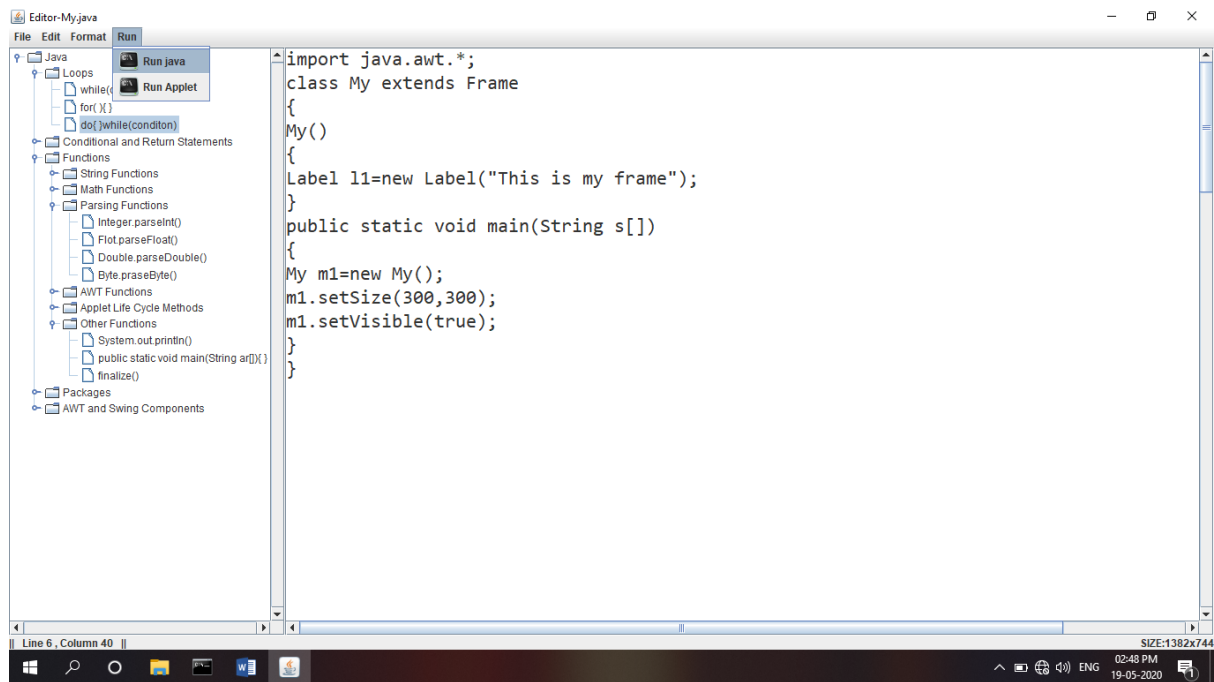 Editor-My.java
File Edit Format Run
Run java
Run Applet
Java
Loops
while(c
for( ){ }
do{ }while(conditon)
Conditional and Return Statements
Functions
String Functions
Math Functions
Parsing Functions
Integer.parseInt()
Flot.parseFloat()
Double.parseDouble()
Byte.praseByte()
AWT Functions
Applet Life Cycle Methods
Other Functions
System.out.println()
public static void main(String ar[]){ }
finalize()
Packages
AWT and Swing Components
import java.awt.*;
class My extends Frame
{
My()
{
Label l1=new Label("This is my frame");
}
public static void main(String s[])
{
My m1=new My();
m1.setSize(300,300);
m1.setVisible(true);
}
}
|| Line 6 , Column 40 ||
SIZE:1382x744
ENG
02:48 PM
19-05-2020
1